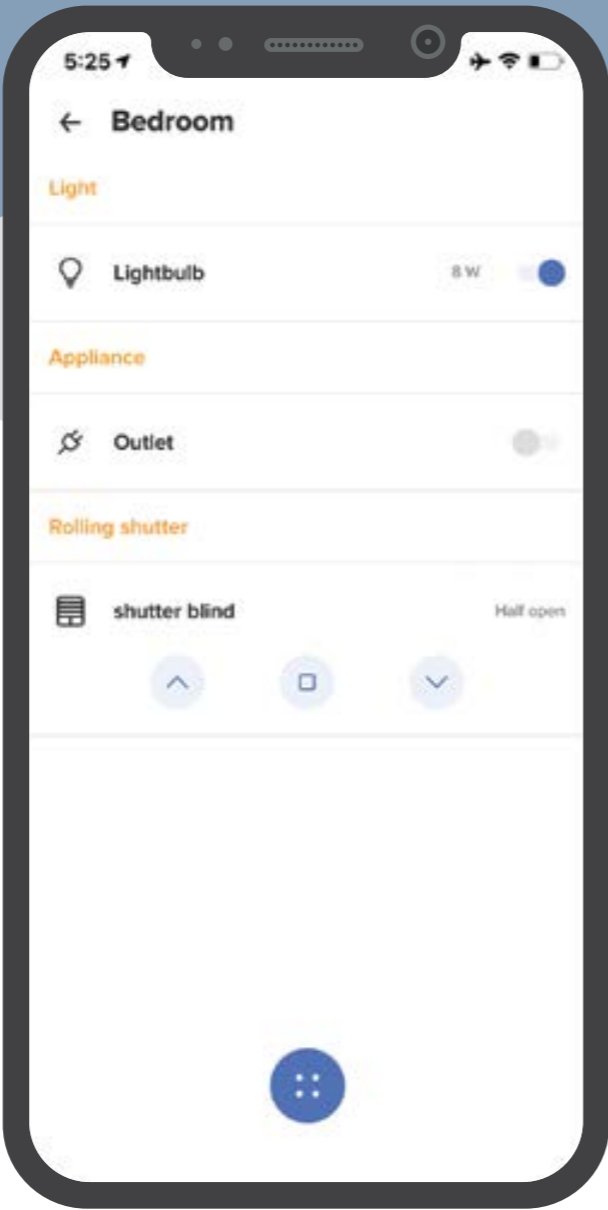 5:25
Bedroom
Light
Lightbulb 8 W
Appliance
Outlet
Rolling shutter
shutter blind Half open